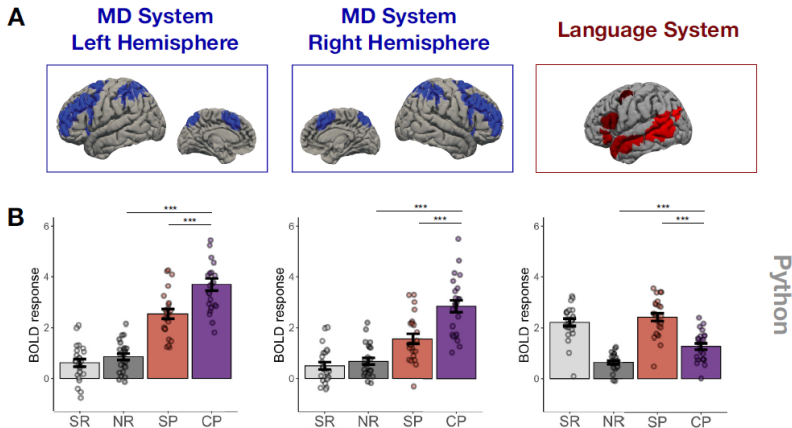 A
MD System
Left Hemisphere
MD System
Right Hemisphere
Language System
B
BOLD response
6
4
2
0
***
***
SR NR SP CP
BOLD response
6
4
2
0
***
***
SR NR SP CP
BOLD response
6
4
2
0
***
***
SR NR SP CP
Python